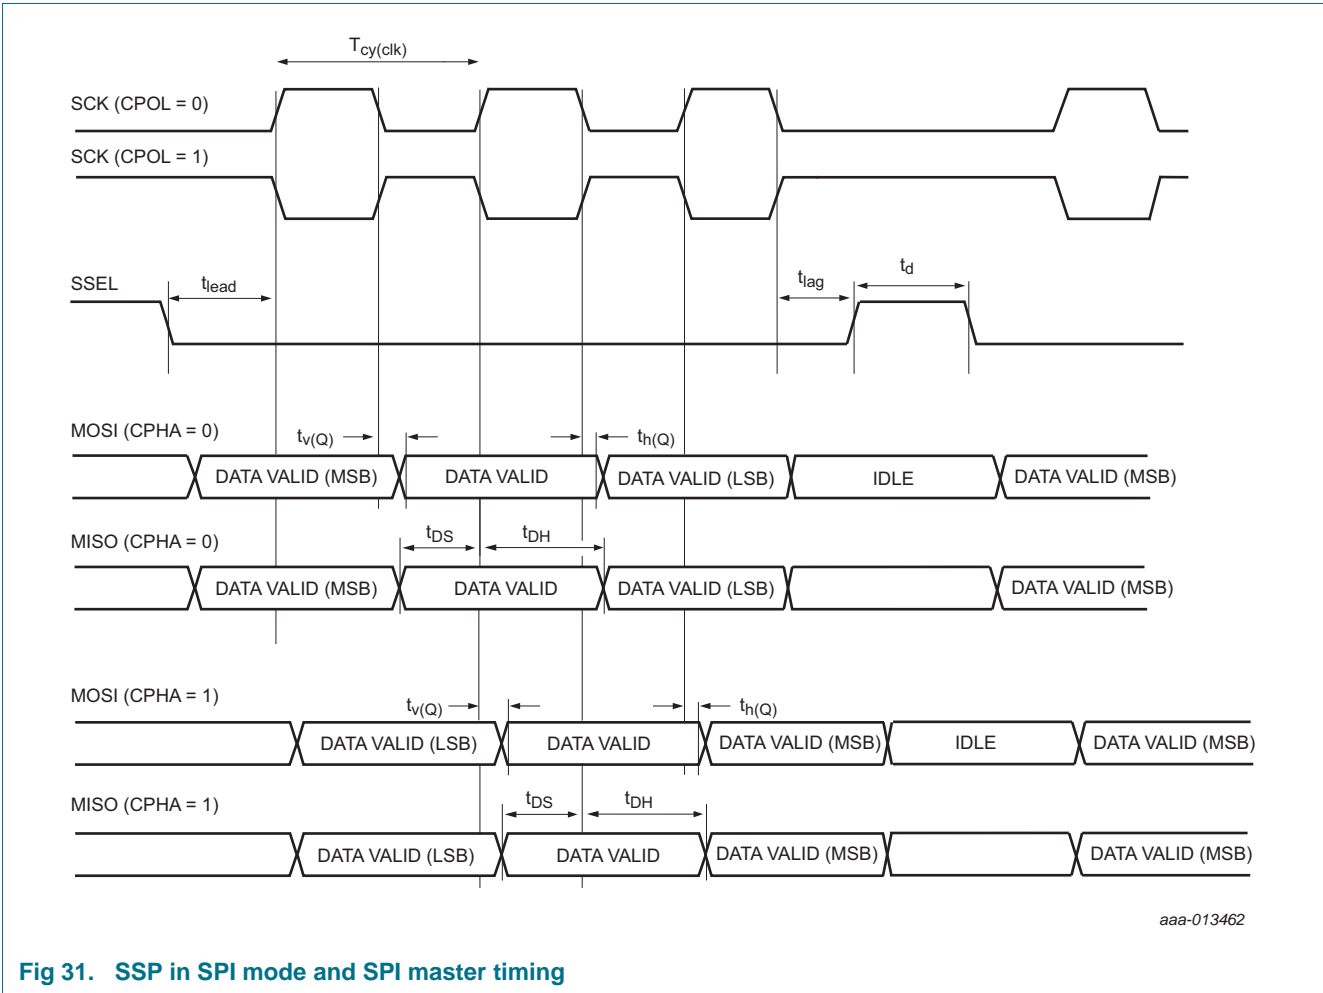 Tcy(clk)
SCK (CPOL = 0)
SCK (CPOL = 1)
SSEL
tlead
tlag
td
MOSI (CPHA = 0)
tv(Q)
th(Q)
DATA VALID (MSB) DATA VALID DATA VALID (LSB) IDLE DATA VALID (MSB)
MISO (CPHA = 0)
tDS
tDH
DATA VALID (MSB) DATA VALID DATA VALID (LSB) DATA VALID (MSB)
MOSI (CPHA = 1)
tv(Q)
th(Q)
DATA VALID (LSB) DATA VALID DATA VALID (MSB) IDLE DATA VALID (MSB)
MISO (CPHA = 1)
tDS
tDH
DATA VALID (LSB) DATA VALID DATA VALID (MSB) DATA VALID (MSB)
aaa-013462
Fig 31. SSP in SPI mode and SPI master timing